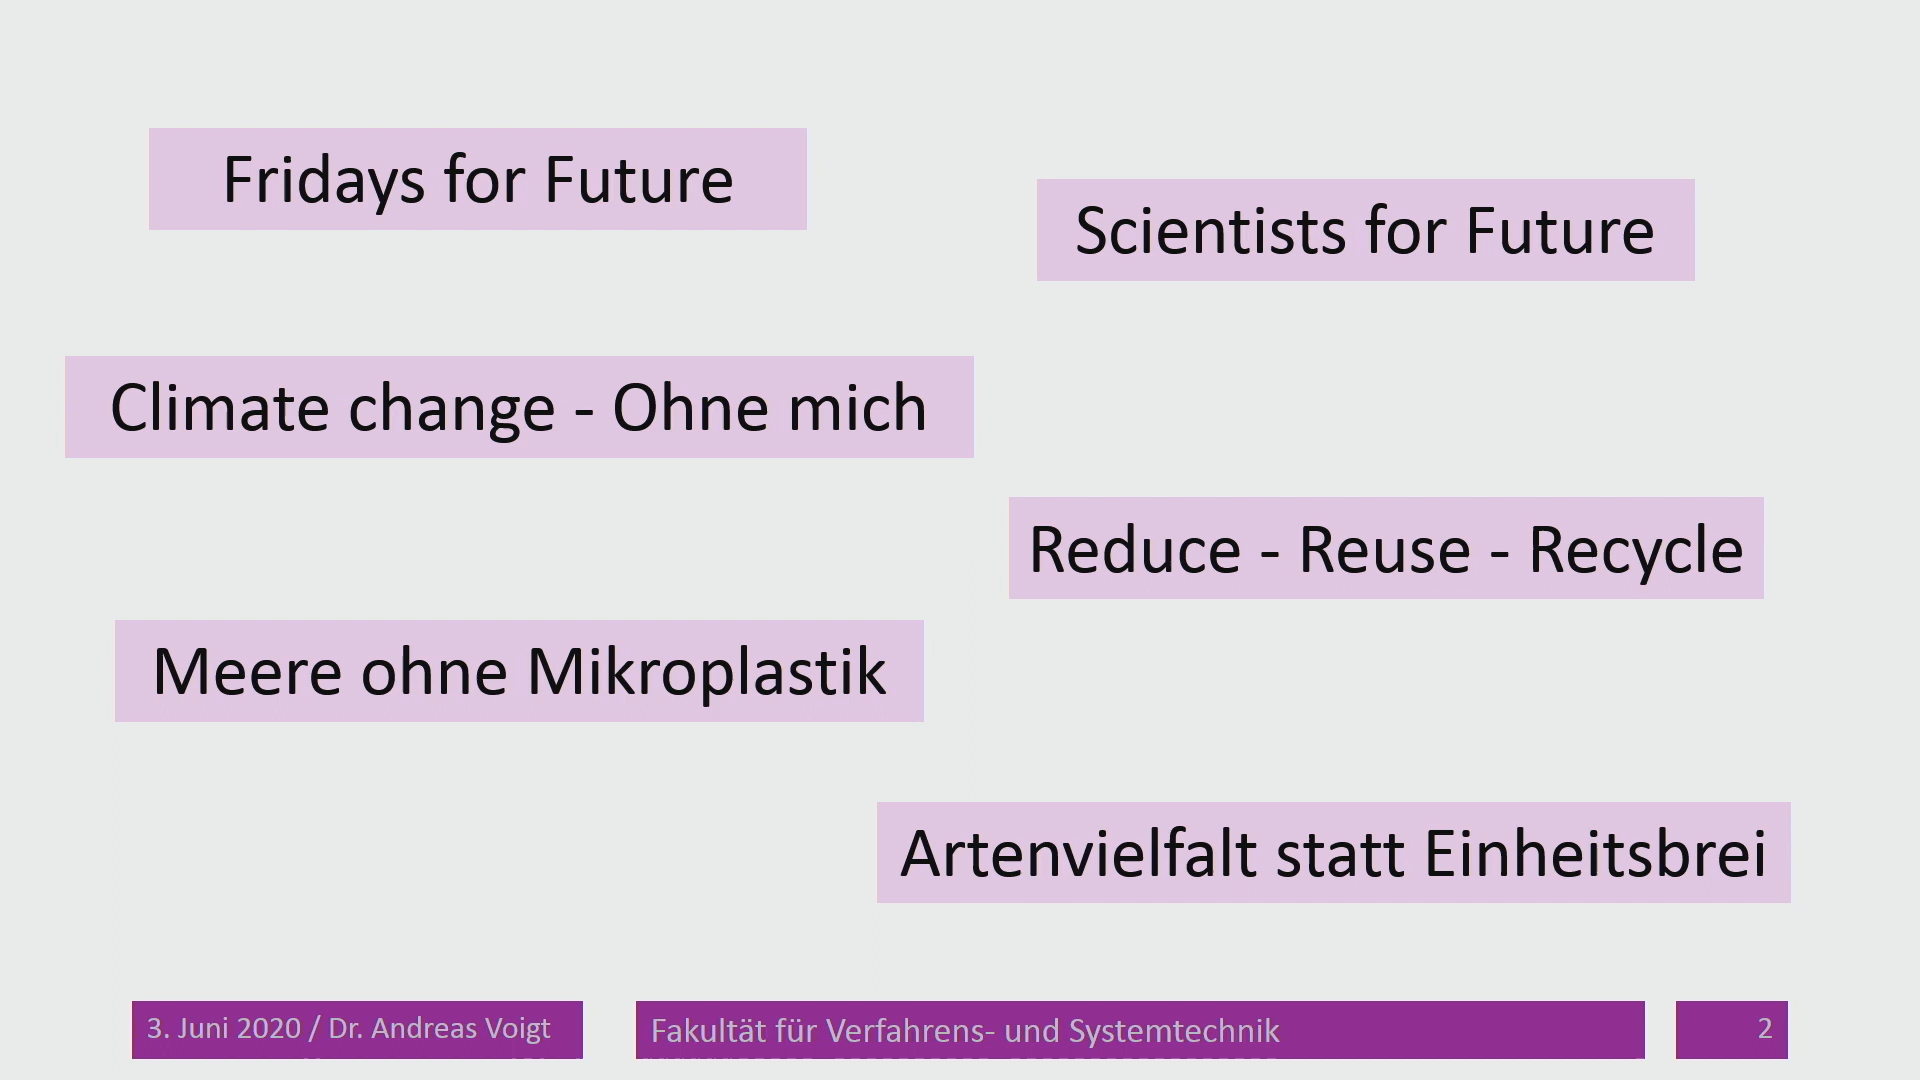 Fridays for Future
Scientists for Future
Climate change - Ohne mich
Reduce - Reuse - Recycle
Meere ohne Mikroplastik
Artenvielfalt statt Einheitsbrei
3. Juni 2020 / Dr. Andreas Voigt
Fakultät für Verfahrens- und Systemtechnik
2